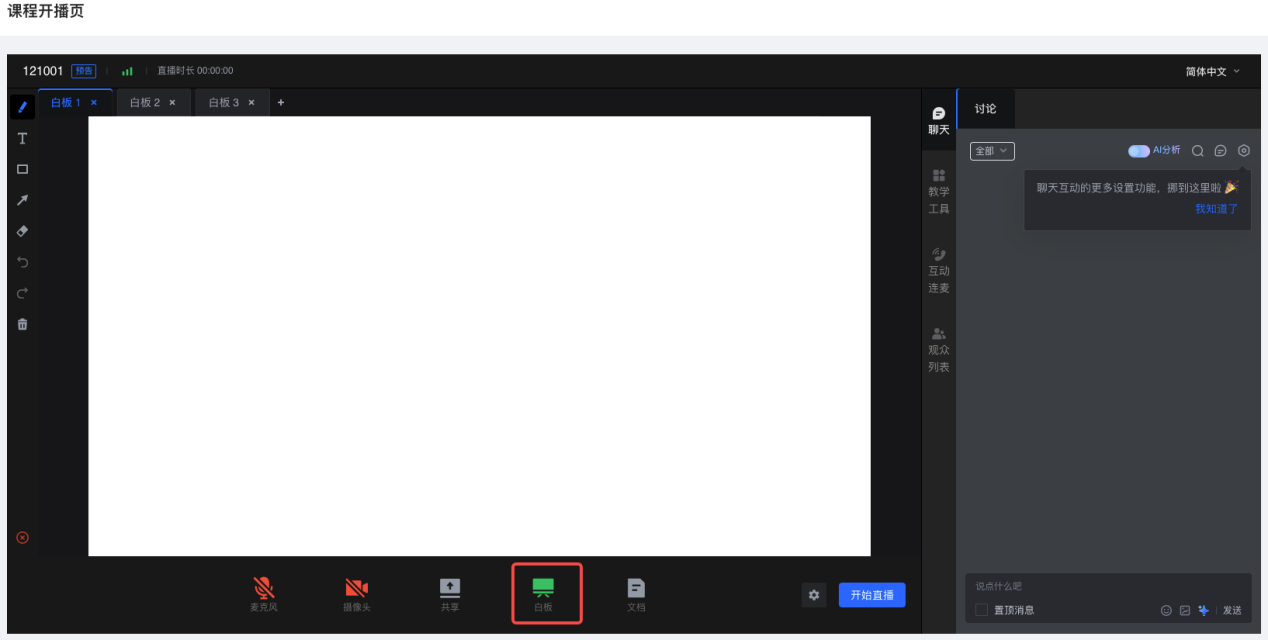 课程开播页
121001 预告 直播时长 00:00:00 简体中文
白板 1 × 白板 2 × 白板 3 × +
T
聊天
教学
工具
互动
连麦
观众
列表
讨论
全部 AI分析
聊天互动的更多设置功能，挪到这里啦🎉
我知道了
说点什么吧
置顶消息 发送
麦克风 摄像头 共享 白板 文档 开始直播